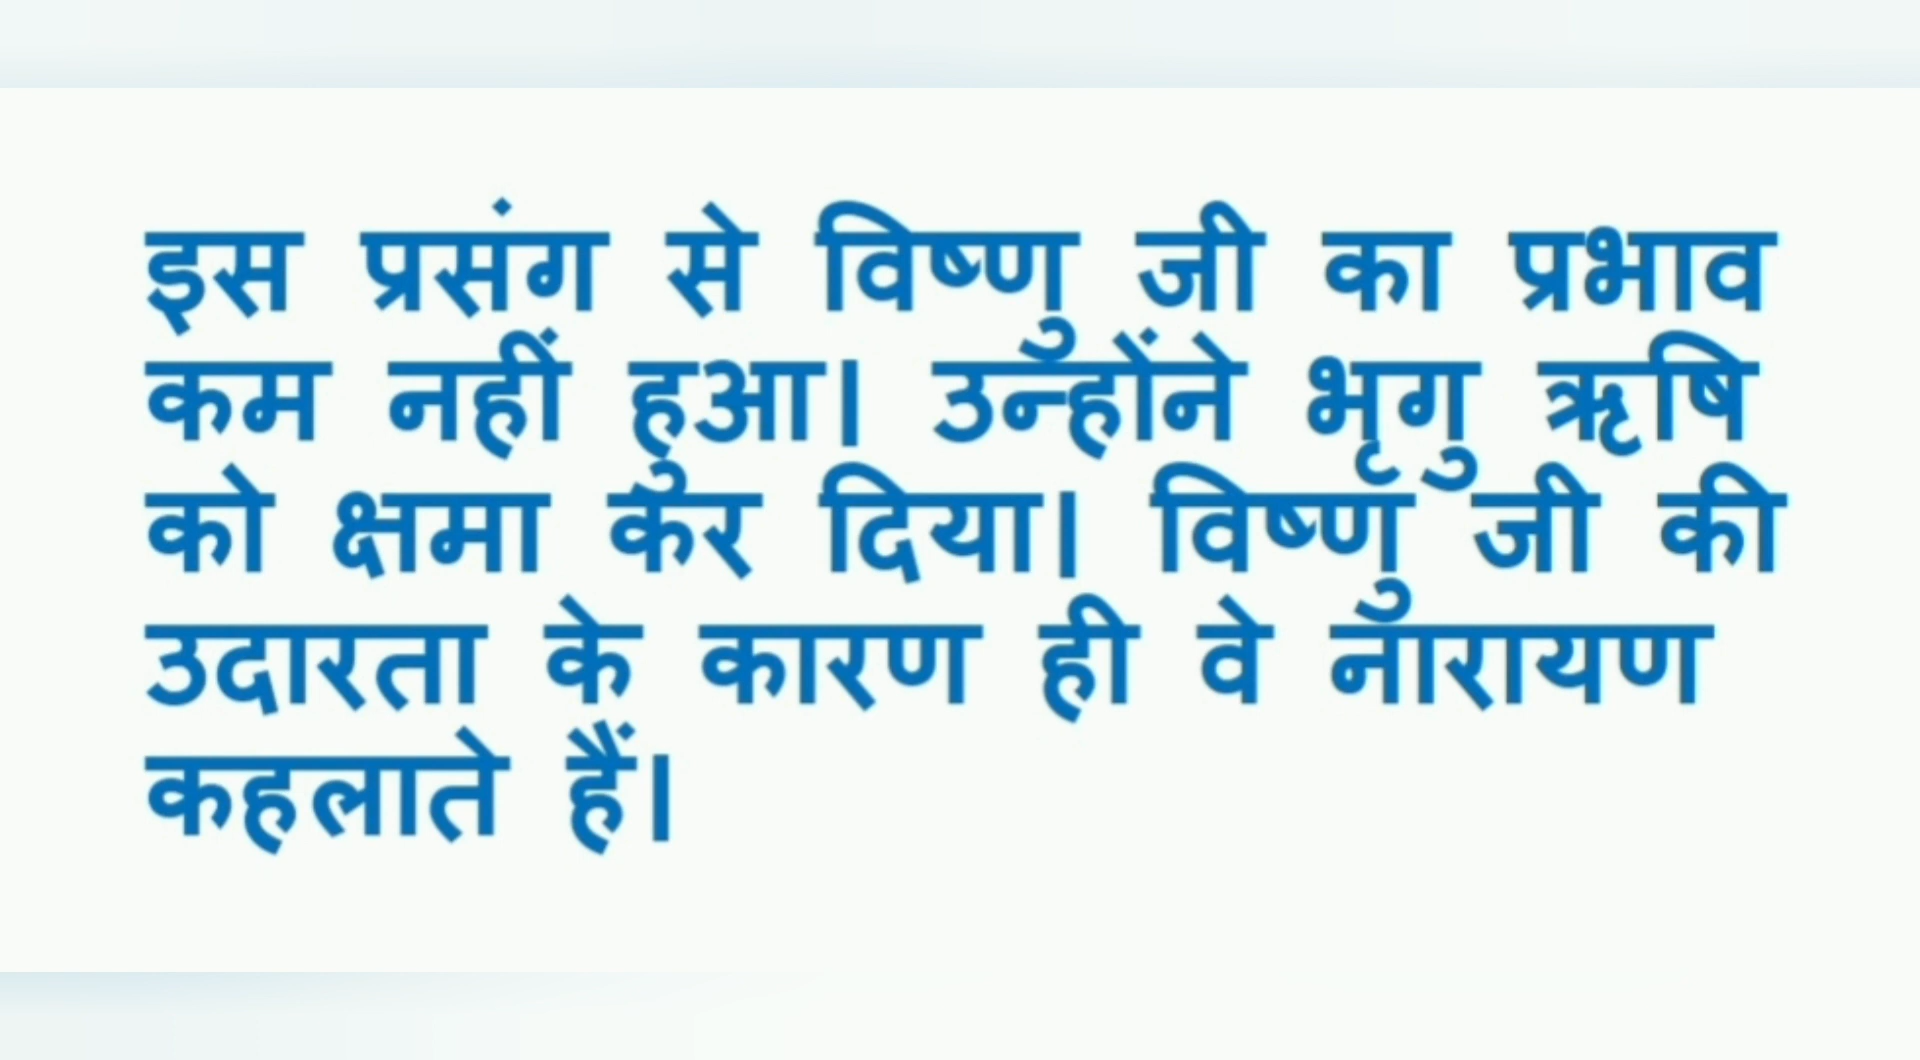 इस प्रसंग से विष्णु जी का प्रभाव
कम नहीं हुआ। उन्होंने भृगु ऋषि
को क्षमा कर दिया। विष्णु जी की
उदारता के कारण ही वे नारायण
कहलाते हैं।